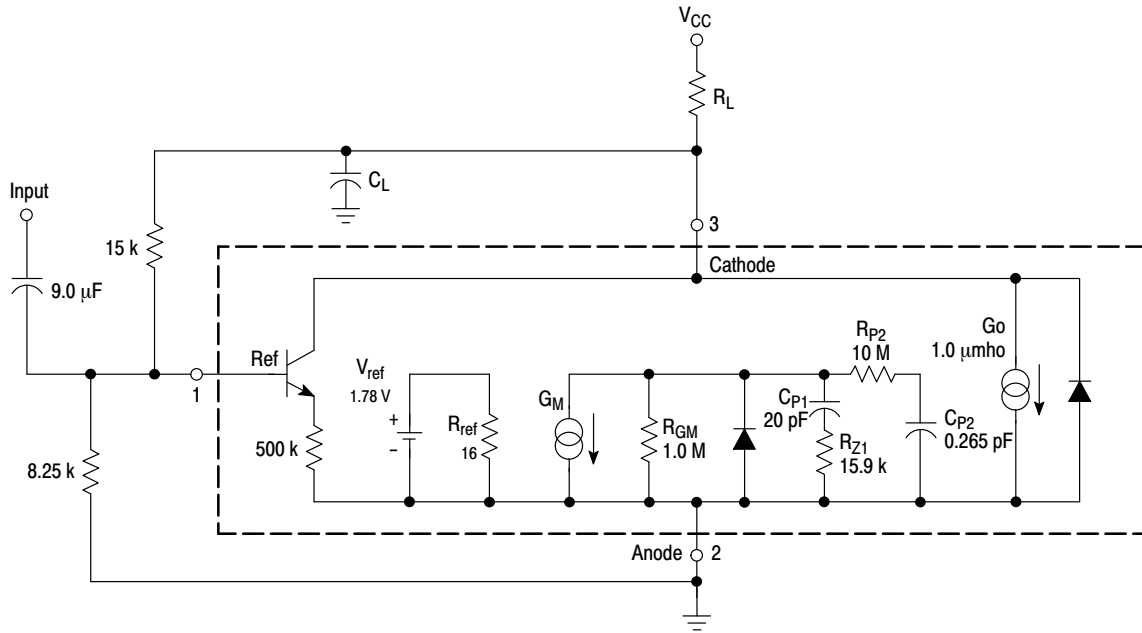 VCC
RL
CL
Input
15 k
9.0 µF
3
Cathode
Ref
1
Vref
1.78 V
+
-
Rref
16
GM
RGM
1.0 M
RP2
10 M
CP1
20 pF
RZ1
15.9 k
CP2
0.265 pF
Go
1.0 µmho
500 k
8.25 k
Anode
2